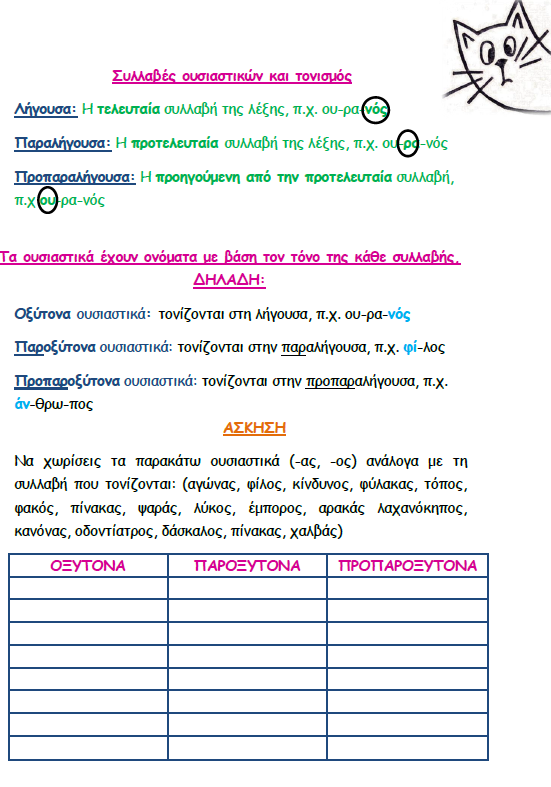 Συλλαβές ουσιαστικών και τονισμός
Λήγουσα: Η τελευταία συλλαβή της λέξης, π.χ. ου-ρα-νός
Παραλήγουσα: Η προτελευταία συλλαβή της λέξης, π.χ. ου-ρα-νός
Προπαραλήγουσα: Η προηγούμενη από την προτελευταία συλλαβή,
π.χ ου-ρα-νός
Τα ουσιαστικά έχουν ονόματα με βάση τον τόνο της κάθε συλλαβής,
ΔΗΛΑΔΗ:
Οξύτονα ουσιαστικά: τονίζονται στη λήγουσα, π.χ. ου-ρα-νός
Παροξύτονα ουσιαστικά: τονίζονται στην παραλήγουσα, π.χ. φί-λος
Προπαροξύτονα ουσιαστικά: τονίζονται στην προπαραλήγουσα, π.χ.
άν-θρω-πος
ΑΣΚΗΣΗ
Να χωρίσεις τα παρακάτω ουσιαστικά (-ας, -ος) ανάλογα με τη
συλλαβή που τονίζονται: (αγώνας, φίλος, κίνδυνος, φύλακας, τόπος,
φακός, πίνακας, ψαράς, λύκος, έμπορος, αρακάς λαχανόκηπος,
κανόνας, οδοντίατρος, δάσκαλος, πίνακας, χαλβάς)
ΟΞΥΤΟΝΑ ΠΑΡΟΞΥΤΟΝΑ ΠΡΟΠΑΡΟΞΥΤΟΝΑ